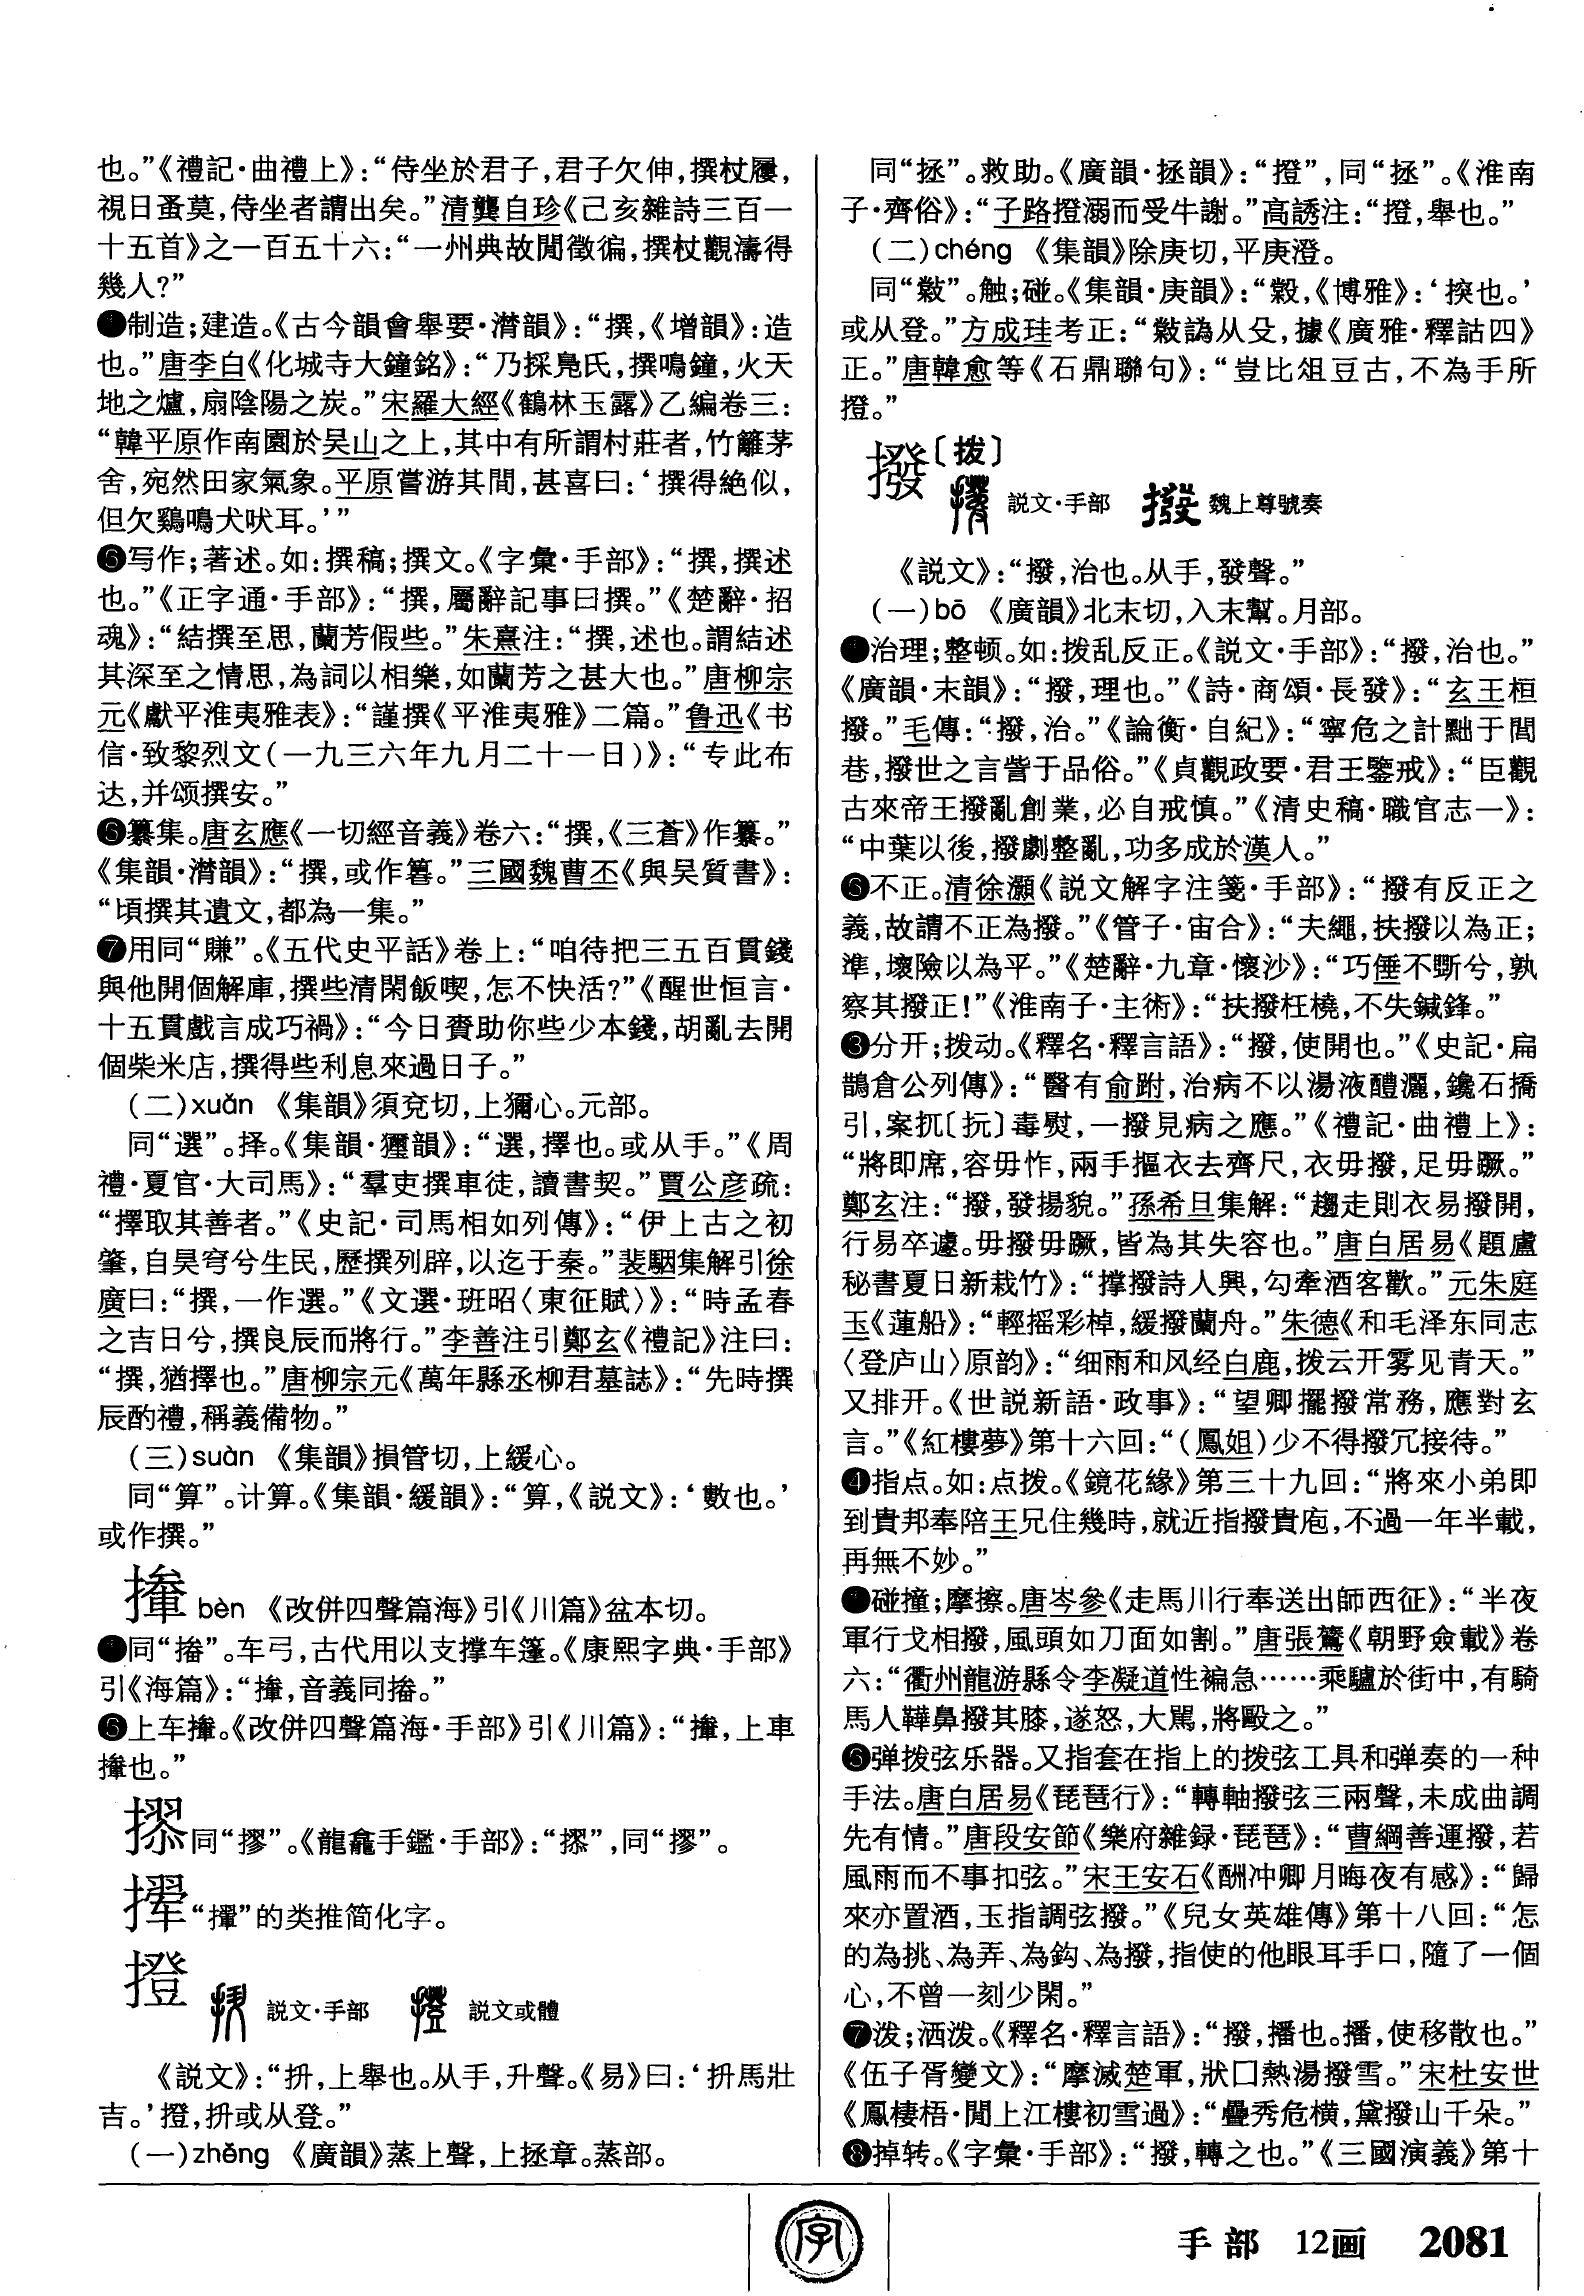 也。”《禮記·曲禮上》：“侍坐於君子，君子欠伸，撰杖屨，
視日蚤莫，侍坐者請出矣。”清龔自珍《己亥雜詩三百一
十五首》之一百五十六：“一州典故閒徵徧，撰杖觀濤得
幾人？”
制造；建造。《古今韻會舉要·潸韻》：“撰，《增韻》：造
也。”唐李白《化城寺大鐘銘》：“乃採鳧氏，撰鳴鐘，火天
地之爐，扇陰陽之炭。”宋羅大經《鶴林玉露》乙編卷三：
“韓平原作南園於吴山之上，其中有所謂村莊者，竹籬茅
舍，宛然田家氣象。平原嘗游其間，甚喜曰：‘撰得絶似，
但欠鷄鳴犬吠耳。’”
❺写作；著述。如：撰稿；撰文。《字彙·手部》：“撰，撰述
也。”《正字通·手部》：“撰，屬辭記事曰撰。”《楚辭·招
魂》：“結撰至思，蘭芳假些。”朱熹注：“撰，述也。謂結述
其深至之情思，為詞以相樂，如蘭芳之甚大也。”唐柳宗
元《獻平淮夷雅表》：“謹撰《平淮夷雅》二篇。”鲁迅《书
信·致黎烈文（一九三六年九月二十一日）》：“专此布
达，并颂撰安。”
❻纂集。唐玄應《一切經音義》卷六：“撰，《三蒼》作纂。”
《集韻·潸韻》：“撰，或作篹。”三國魏曹丕《與吴質書》：
“頃撰其遺文，都為一集。”
❼用同“賺”。《五代史平話》卷上：“咱待把三五百貫錢
與他開個解庫，撰些清閑飯喫，怎不快活？”《醒世恒言·
十五貫戲言成巧禍》：“今日賫助你些少本錢，胡亂去開
個柴米店，撰得些利息來過日子。”
（二）xuǎn 《集韻》須兖切，上獮心。元部。
同“選”。择。《集韻·獮韻》：“選，擇也。或从手。”《周
禮·夏官·大司馬》：“羣吏撰車徒，讀書契。”賈公彦疏：
“擇取其善者。”《史記·司馬相如列傳》：“伊上古之初
肇，自昊穹兮生民，歷撰列辟，以迄于秦。”裴駰集解引徐
廣曰：“撰，一作選。”《文選·班昭〈東征賦〉》：“時孟春
之吉日兮，撰良辰而將行。”李善注引鄭玄《禮記》注曰：
“撰，猶擇也。”唐柳宗元《萬年縣丞柳君墓誌》：“先時撰
辰酌禮，稱義備物。”
（三）suàn 《集韻》損管切，上緩心。
同“算”。计算。《集韻·緩韻》：“算，《説文》：‘數也。’
或作撰。”
bèn 《改併四聲篇海》引《川篇》盆本切。
同“㨧”。车弓，古代用以支撑车篷。《康熙字典·手部》
❺上车。《改併四聲篇海·手部》引《川篇》：“，上車
也。”
同“摎”。《龍龕手鑑·手部》：“”，同“摎”。
“㩴”的类推简化字。
撜 説文·手部 説文或體
《説文》：“抍，上舉也。从手，升聲。《易》曰：‘抍馬壯
吉。’撜，抍或从登。”
（一）zhěng 《廣韻》蒸上聲，上拯章。蒸部。
同“拯”。救助。《廣韻·拯韻》：“撜”，同“拯”。《淮南
子·齊俗》：“子路撜溺而受牛謝。”高誘注：“撜，舉也。”
（二）chéng 《集韻》除庚切，平庚澄。
同“敹”。触；碰。《集韻·庚韻》：“，《博雅》：‘揬也。’
或从登。”方成珪考正：“譌从殳，據《廣雅·釋詁四》
正。”唐韓愈等《石鼎聯句》：“豈比俎豆古，不為手所
撜。”
撥〔拨〕 説文·手部 魏上尊號奏
《説文》：“撥，治也。从手，發聲。”
（一）bō 《廣韻》北末切，入末幫。月部。
治理；整顿。如：拨乱反正。《説文·手部》：“撥，治也。”
《廣韻·末韻》：“撥，理也。”《詩·商頌·長發》：“玄王桓
撥。”毛傳：“撥，治。”《論衡·自紀》：“寧危之計黜于閭
巷，撥世之言訾于品俗。”《貞觀政要·君王鑒戒》：“臣觀
古來帝王撥亂創業，必自戒慎。”《清史稿·職官志一》：
“中葉以後，撥劇整亂，功多成於漢人。”
不正。清徐灝《説文解字注箋·手部》：“撥有反正之
義，故謂不正為撥。”《管子·宙合》：“夫繩，扶撥以為正；
準，壞險以為平。”《楚辭·九章·懷沙》：“巧倕不斲兮，孰
察其撥正！”《淮南子·主術》：“扶撥枉橈，不失鍼鋒。”
❸分开；拨动。《釋名·釋言語》：“撥，使開也。”《史記·扁
鵲倉公列傳》：“醫有俞跗，治病不以湯液醴灑，鑱石撟
引，案扤〔抏〕毒熨，一撥見病之應。”《禮記·曲禮上》：
“將即席，容毋怍，兩手摳衣去齊尺，衣毋撥，足毋蹶。”
鄭玄注：“撥，發揚貌。”孫希旦集解：“趨走則衣易撥開，
行易卒遽。毋撥毋蹶，皆為其失容也。”唐白居易《題盧
秘書夏日新栽竹》：“撑撥詩人興，勾牽酒客歡。”元朱庭
玉《蓮船》：“輕摇彩棹，緩撥蘭舟。”朱德《和毛泽东同志
〈登庐山〉原韵》：“细雨和风经白鹿，拨云开雾见青天。”
又排开。《世説新語·政事》：“望卿擺撥常務，應對玄
言。”《紅樓夢》第十六回：“（鳳姐）少不得撥冗接待。”
❹指点。如：点拨。《鏡花緣》第三十九回：“將來小弟即
到貴邦奉陪王兄住幾時，就近指撥貴庖，不過一年半載，
再無不妙。”
碰撞；摩擦。唐岑參《走馬川行奉送出師西征》：“半夜
軍行戈相撥，風頭如刀面如割。”唐張鷟《朝野僉載》卷
六：“衢州龍游縣令李凝道性褊急……乘驢於街中，有騎
馬人鞾鼻撥其膝，遂怒，大駡，將毆之。”
❻弹拨弦乐器。又指套在指上的拨弦工具和弹奏的一种
手法。唐白居易《琵琶行》：“轉軸撥弦三兩聲，未成曲調
先有情。”唐段安節《樂府雜録·琵琶》：“曹綱善運撥，若
風雨而不事扣弦。”宋王安石《酬冲卿月晦夜有感》：“歸
來亦置酒，玉指調弦撥。”《兒女英雄傳》第十八回：“怎
的為挑、為弄、為鈎、為撥，指使的他眼耳手口，隨了一個
心，不曾一刻少閑。”
❼泼；洒泼。《釋名·釋言語》：“撥，播也。播，使移散也。”
《伍子胥變文》：“摩滅楚軍，狀囗熱湯撥雪。”宋杜安世
《鳳棲梧·閒上江樓初雪過》：“疊秀危横，黛撥山千朵。”
❽掉转。《字彙·手部》：“撥，轉之也。”《三國演義》第十
字
手部 12画 2081